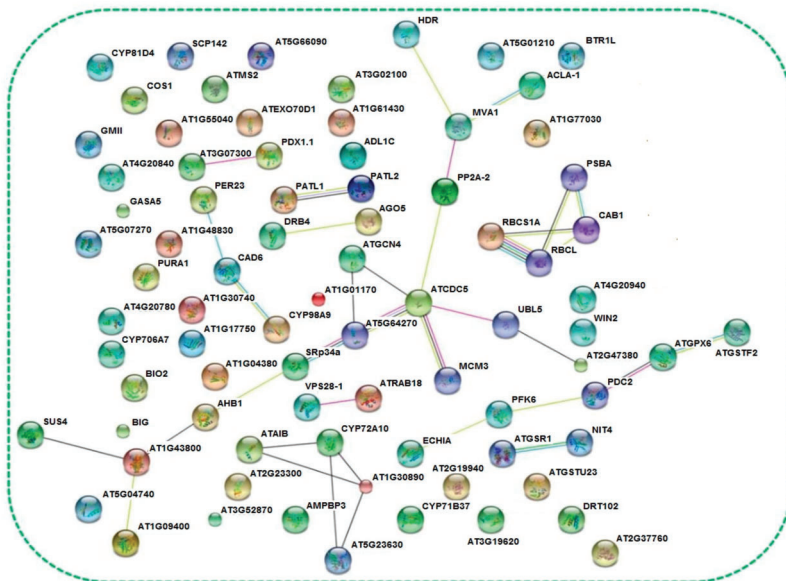 HDR
CYP81D4
SCP142
AT5G66090
AT5G01210
BTR1L
COS1
ATMS2
AT3G02100
ACLA-1
GMII
AT1G55040
ATEXO70D1
AT1G61430
MVA1
AT1G77030
AT4G20840
AT3G07300
PDX1.1
ADL1C
PSBA
PER23
PATL1
PATL2
PP2A-2
GASA5
DRB4
AGO5
RBCS1A
CAB1
AT5G07270
AT1G48830
RBCL
PURA1
CAD6
ATGCN4
AT1G01170
ATCDC5
AT4G20940
AT4G20780
AT1G30740
CYP98A9
AT5G64270
UBL5
WIN2
CYP706A7
AT1G17750
SRp34a
MCM3
AT2G47380
ATGPX6
ATGSTF2
BIO2
AT1G04380
VPS28-1
ATRAB18
PDC2
AHB1
PFK6
SUS4
BIG
AT1G43800
ATAIB
CYP72A10
ECHIA
ATGSR1
NIT4
AT2G23300
AT1G30890
AT2G19940
ATGSTU23
AT5G04740
AT3G52870
AMPBP3
CYP71B37
DRT102
AT1G09400
AT5G23630
AT3G19620
AT2G37760